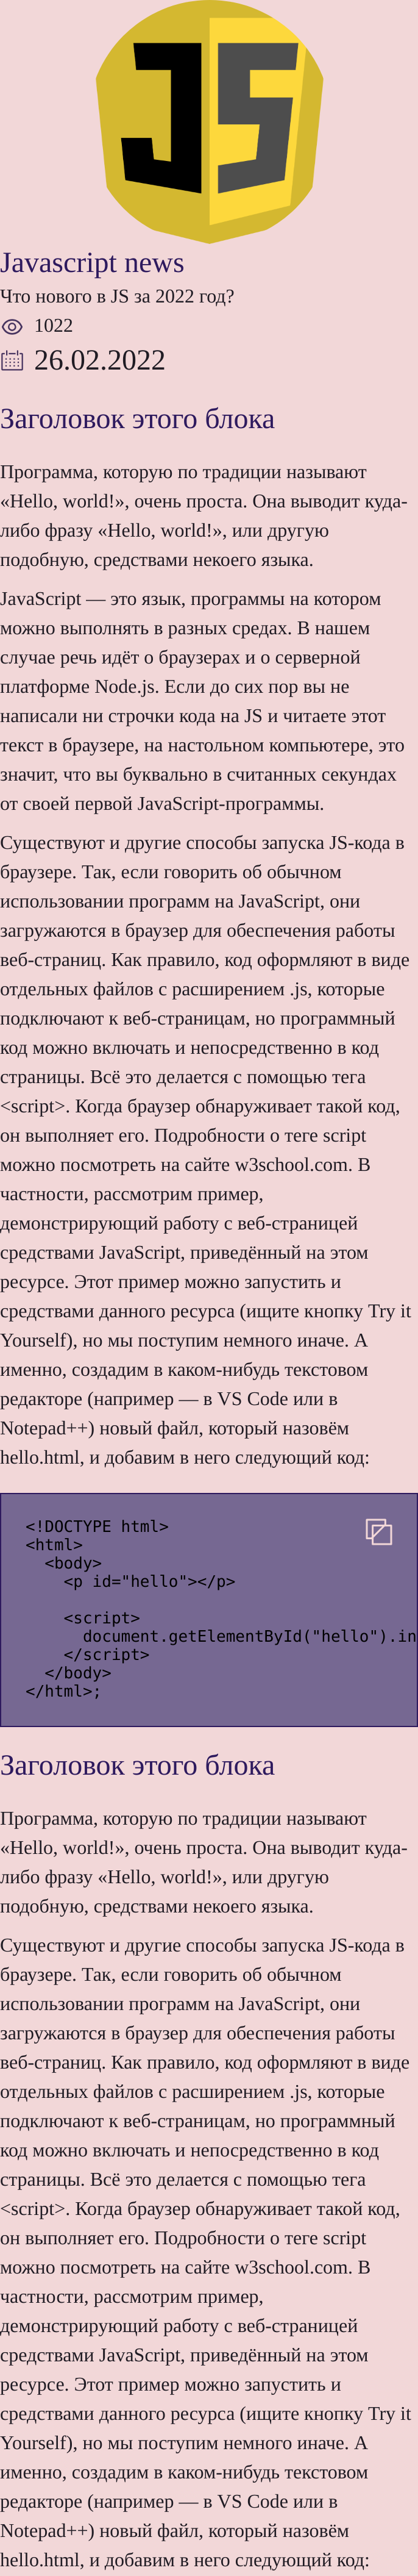 JS
Javascript news
Что нового в JS за 2022 год?
1022
26.02.2022
Заголовок этого блока
Программа, которую по традиции называют
«Hello, world!», очень проста. Она выводит куда-
либо фразу «Hello, world!», или другую
подобную, средствами некоего языка.
JavaScript — это язык, программы на котором
можно выполнять в разных средах. В нашем
случае речь идёт о браузерах и о серверной
платформе Node.js. Если до сих пор вы не
написали ни строчки кода на JS и читаете этот
текст в браузере, на настольном компьютере, это
значит, что вы буквально в считанных секундах
от своей первой JavaScript-программы.
Существуют и другие способы запуска JS-кода в
браузере. Так, если говорить об обычном
использовании программ на JavaScript, они
загружаются в браузер для обеспечения работы
веб-страниц. Как правило, код оформляют в виде
отдельных файлов с расширением .js, которые
подключают к веб-страницам, но программный
код можно включать и непосредственно в код
страницы. Всё это делается с помощью тега
<script>. Когда браузер обнаруживает такой код,
он выполняет его. Подробности о теге script
можно посмотреть на сайте w3school.com. В
частности, рассмотрим пример,
демонстрирующий работу с веб-страницей
средствами JavaScript, приведённый на этом
ресурсе. Этот пример можно запустить и
средствами данного ресурса (ищите кнопку Try it
Yourself), но мы поступим немного иначе. А
именно, создадим в каком-нибудь текстовом
редакторе (например — в VS Code или в
Notepad++) новый файл, который назовём
hello.html, и добавим в него следующий код:
<!DOCTYPE html>
<html>
  <body>
    <p id="hello"></p>
    <script>
      document.getElementById("hello").in
    </script>
  </body>
</html>;
Заголовок этого блока
Программа, которую по традиции называют
«Hello, world!», очень проста. Она выводит куда-
либо фразу «Hello, world!», или другую
подобную, средствами некоего языка.
Существуют и другие способы запуска JS-кода в
браузере. Так, если говорить об обычном
использовании программ на JavaScript, они
загружаются в браузер для обеспечения работы
веб-страниц. Как правило, код оформляют в виде
отдельных файлов с расширением .js, которые
подключают к веб-страницам, но программный
код можно включать и непосредственно в код
страницы. Всё это делается с помощью тега
<script>. Когда браузер обнаруживает такой код,
он выполняет его. Подробности о теге script
можно посмотреть на сайте w3school.com. В
частности, рассмотрим пример,
демонстрирующий работу с веб-страницей
средствами JavaScript, приведённый на этом
ресурсе. Этот пример можно запустить и
средствами данного ресурса (ищите кнопку Try it
Yourself), но мы поступим немного иначе. А
именно, создадим в каком-нибудь текстовом
редакторе (например — в VS Code или в
Notepad++) новый файл, который назовём
hello.html, и добавим в него следующий код: